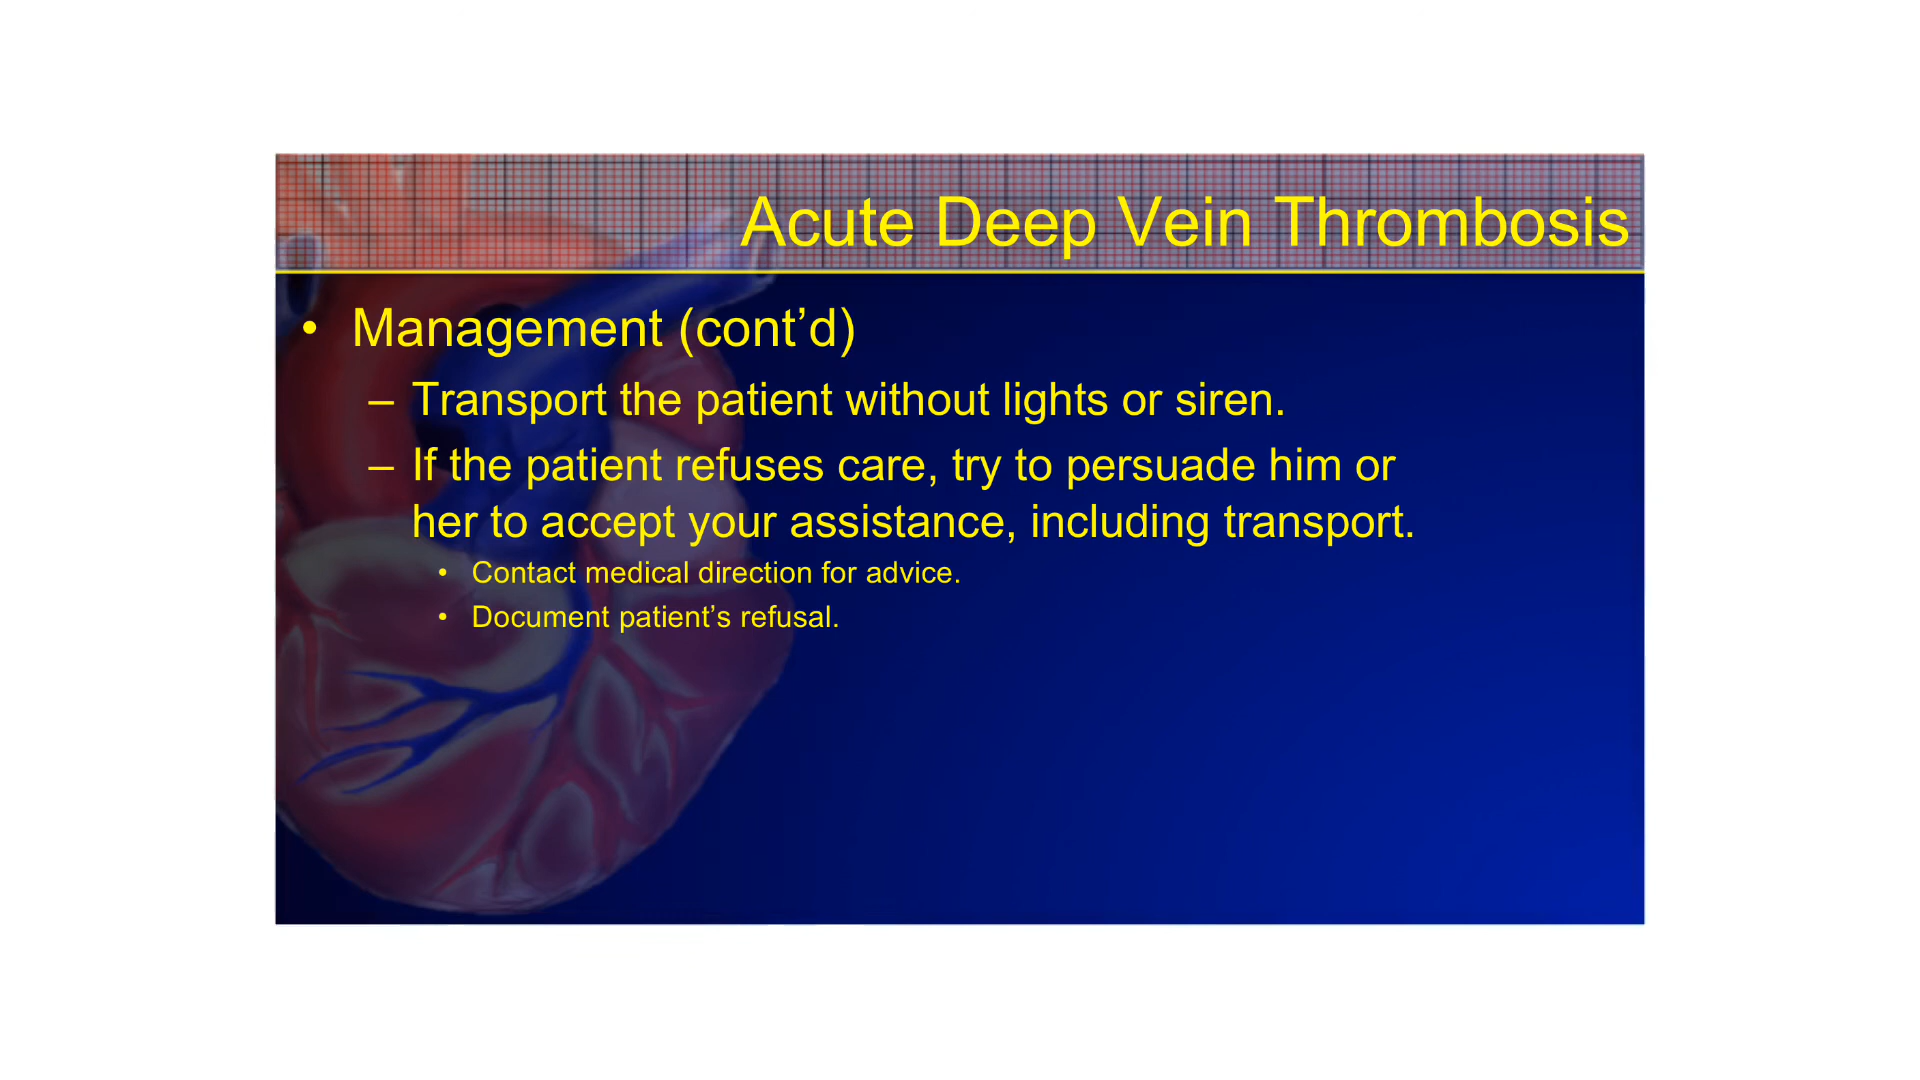 Acute Deep Vein Thrombosis
• Management (cont’d)
– Transport the patient without lights or siren.
– If the patient refuses care, try to persuade him or
her to accept your assistance, including transport.
• Contact medical direction for advice.
• Document patient’s refusal.